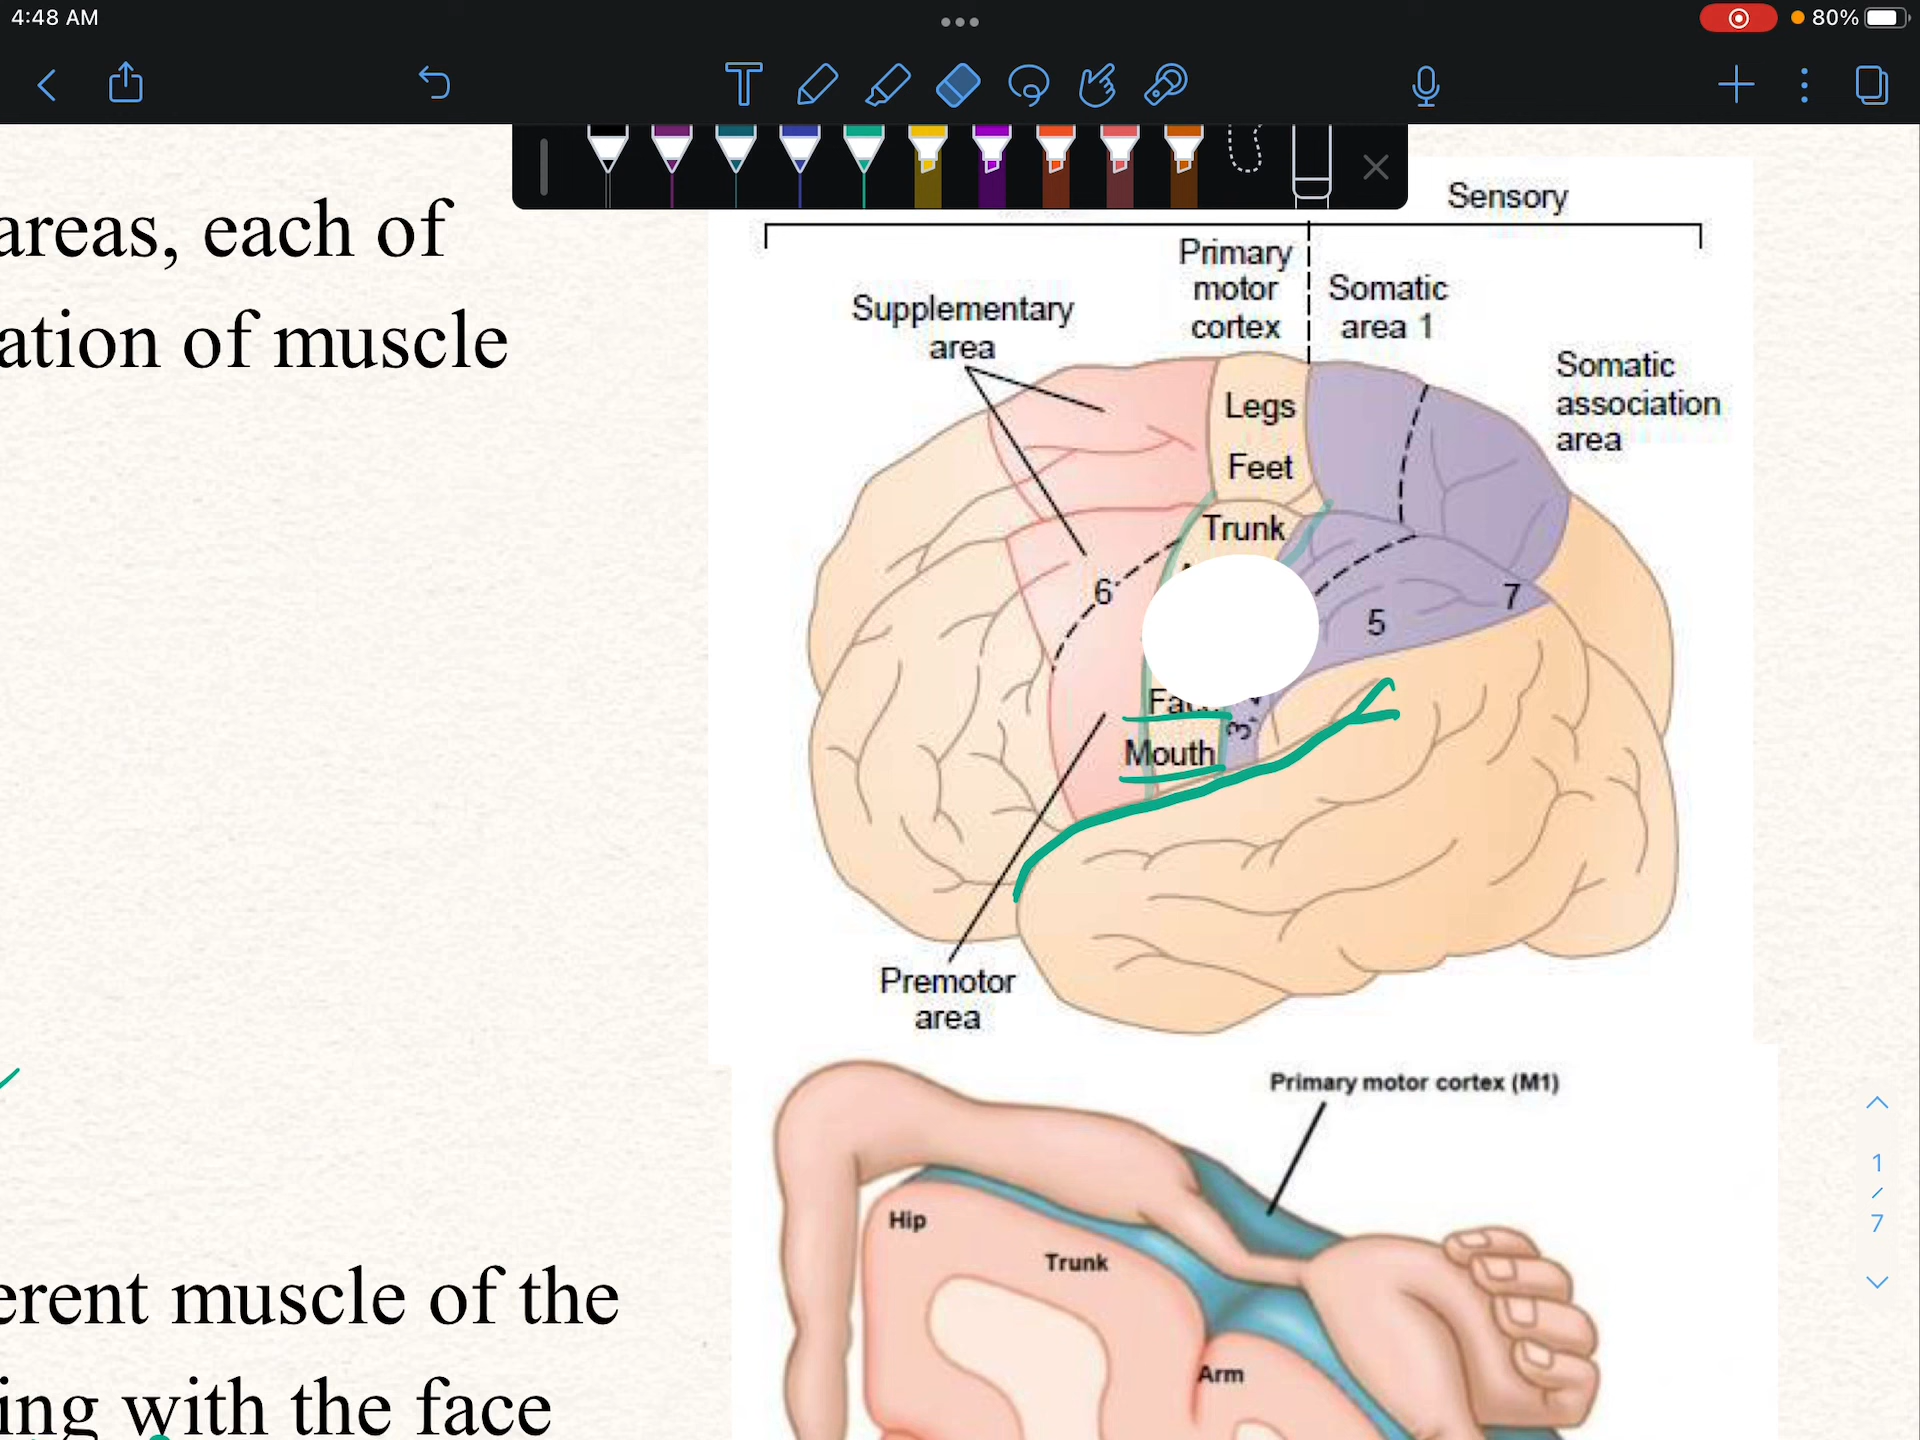 4:48 AM
80%
T
areas, each of
ation of muscle
Sensory
Primary
motor
cortex
Somatic
area 1
Supplementary
area
Somatic
association
area
Legs
Feet
Trunk
6
7
5
3,
Mouth
Premotor
area
Primary motor cortex (M1)
Hip
Trunk
Arm
1
/
7
erent muscle of the
ing with the face